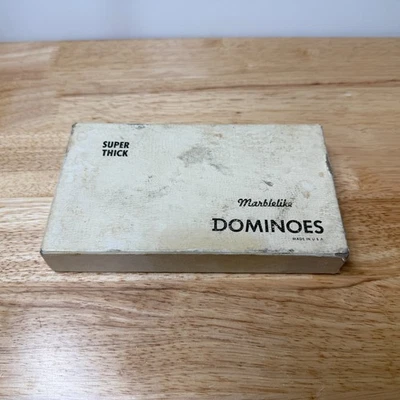 SUPER
THICK
Marblelike
DOMINOES
MADE IN U.S.A.